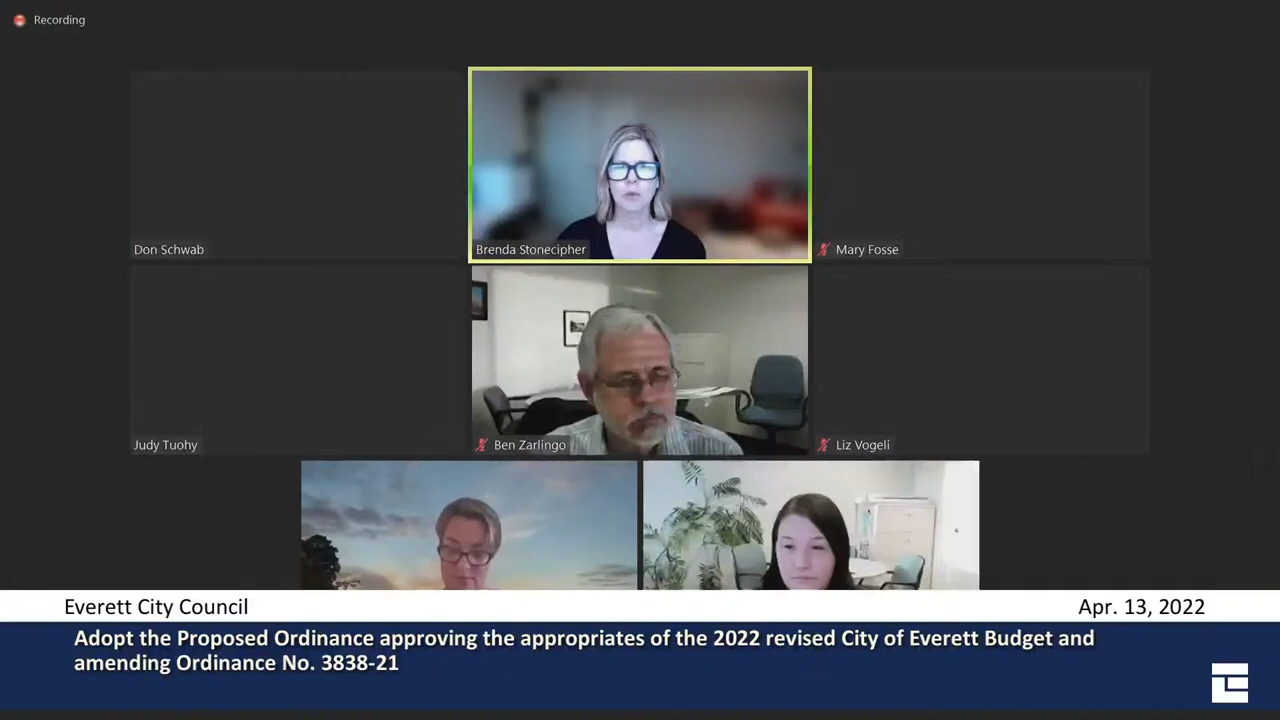 Recording
Don Schwab
Brenda Stonecipher
Mary Fosse
Judy Tuohy
Ben Zarlingo
Liz Vogeli
Everett City Council
Apr. 13, 2022
Adopt the Proposed Ordinance approving the appropriates of the 2022 revised City of Everett Budget and
amending Ordinance No. 3838-21